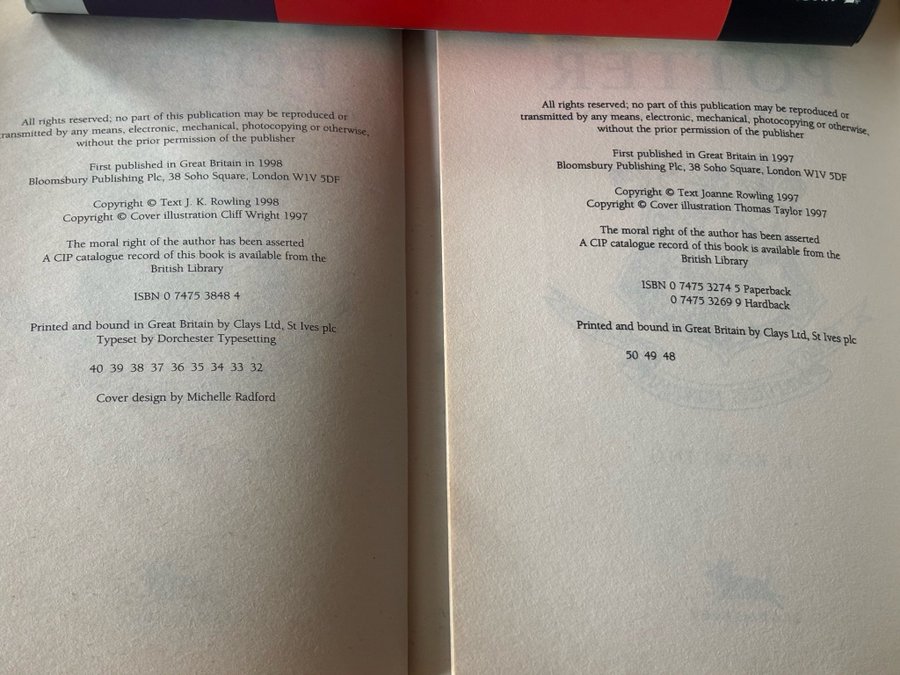 All rights reserved; no part of this publication may be reproduced or
transmitted by any means, electronic, mechanical, photocopying or otherwise,
without the prior permission of the publisher
First published in Great Britain in 1998
Bloomsbury Publishing Plc, 38 Soho Square, London W1V 5DF
Copyright © Text J. K. Rowling 1998
Copyright © Cover illustration Cliff Wright 1997
The moral right of the author has been asserted
A CIP catalogue record of this book is available from the
British Library
ISBN 0 7475 3848 4
Printed and bound in Great Britain by Clays Ltd, St Ives plc
Typeset by Dorchester Typesetting
40 39 38 37 36 35 34 33 32
Cover design by Michelle Radford
POTTER
All rights reserved; no part of this publication may be reproduced or
transmitted by any means, electronic, mechanical, photocopying or otherwise,
without the prior permission of the publisher
First published in Great Britain in 1997
Bloomsbury Publishing Plc, 38 Soho Square, London W1V 5DF
Copyright © Text Joanne Rowling 1997
Copyright © Cover illustration Thomas Taylor 1997
The moral right of the author has been asserted
A CIP catalogue record of this book is available from the
British Library
ISBN 0 7475 3274 5 Paperback
0 7475 3269 9 Hardback
Printed and bound in Great Britain by Clays Ltd, St Ives plc
50 49 48